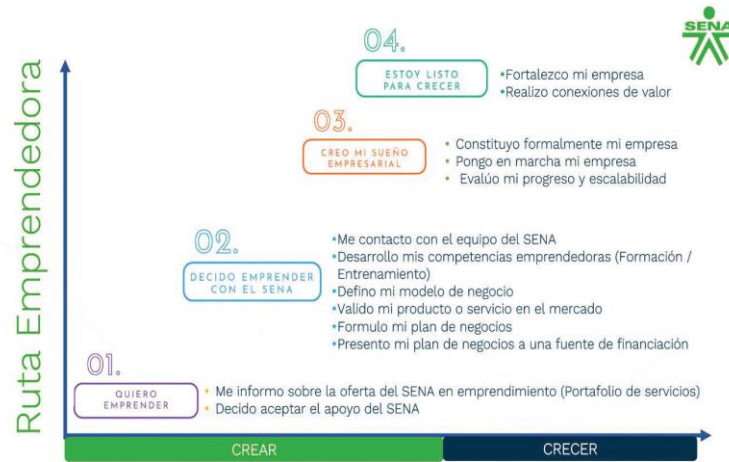 SENA
Ruta Emprendedora
04.
ESTOY LISTO
PARA CRECER
•Fortalezco mi empresa
•Realizo conexiones de valor
03.
CREO MI SUEÑO
EMPRESARIAL
• Constituyo formalmente mi empresa
• Pongo en marcha mi empresa
• Evalúo mi progreso y escalabilidad
02.
DECIDO EMPRENDER
CON EL SENA
•Me contacto con el equipo del SENA
•Desarrollo mis competencias emprendedoras (Formación /
Entrenamiento)
•Defino mi modelo de negocio
•Valido mi producto o servicio en el mercado
•Formulo mi plan de negocios
•Presento mi plan de negocios a una fuente de financiación
01.
QUIERO
EMPRENDER
• Me informo sobre la oferta del SENA en emprendimiento (Portafolio de servicios)
• Decido aceptar el apoyo del SENA
CREAR
CRECER